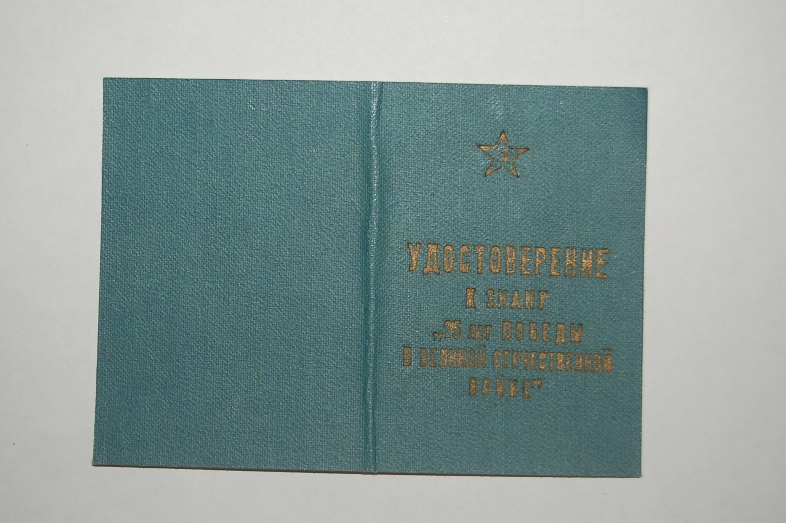 УДОСТОВЕРЕНИЕ
К ЗНАКУ
„25 лет ПОБЕДЫ
В ВЕЛИКОЙ ОТЕЧЕСТВЕННОЙ
ВОЙНЕ”